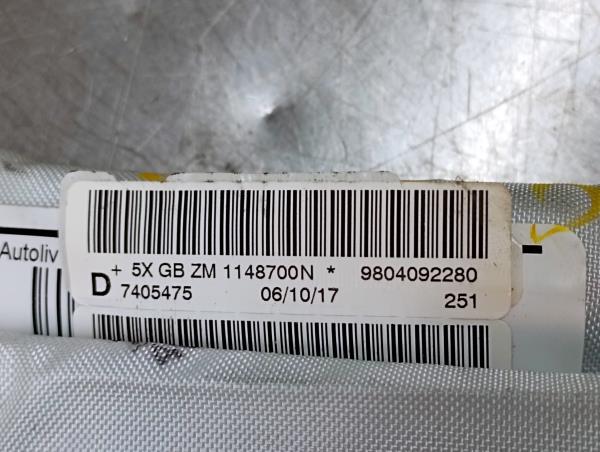 Autoliv
+ 5X GB ZM 1148700N * 9804092280
D 7405475 06/10/17 251